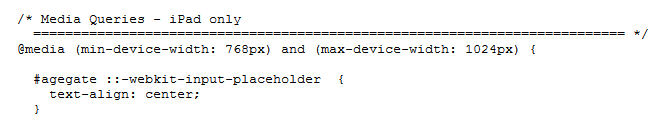 /* Media Queries - iPad only
========================================================================== */
@media (min-device-width: 768px) and (max-device-width: 1024px) {
#agegate ::-webkit-input-placeholder {
text-align: center;
}